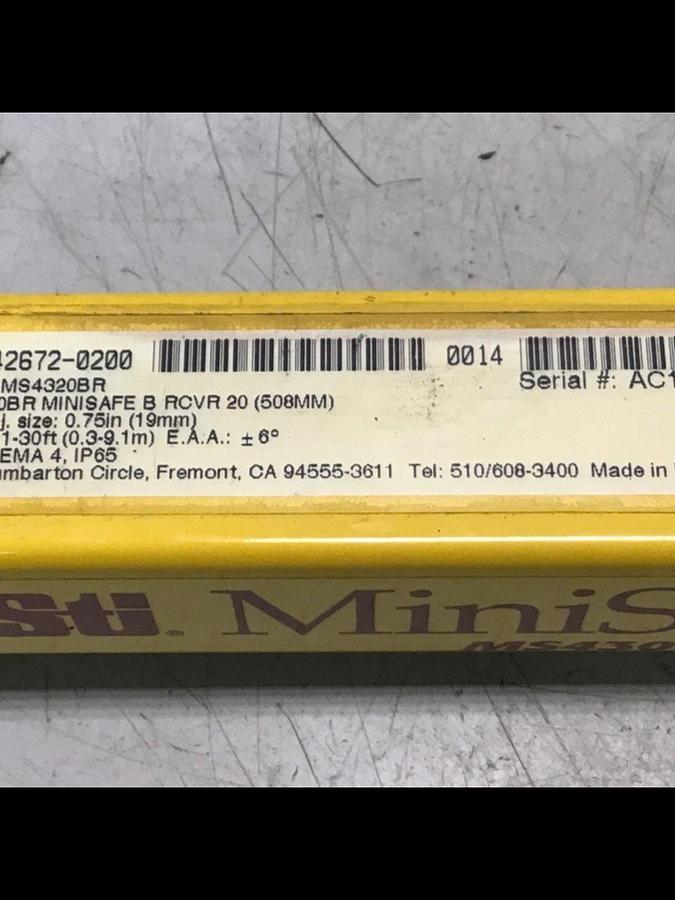 42672-0200 0014
MS4320BR Serial #: AC1
0BR MINISAFE B RCVR 20 (508MM)
j. size: 0.75in (19mm)
1-30ft (0.3-9.1m) E.A.A.: ± 6°
EMA 4, IP65
umbarton Circle, Fremont, CA 94555-3611 Tel: 510/608-3400 Made in
sti® MiniS
MS430